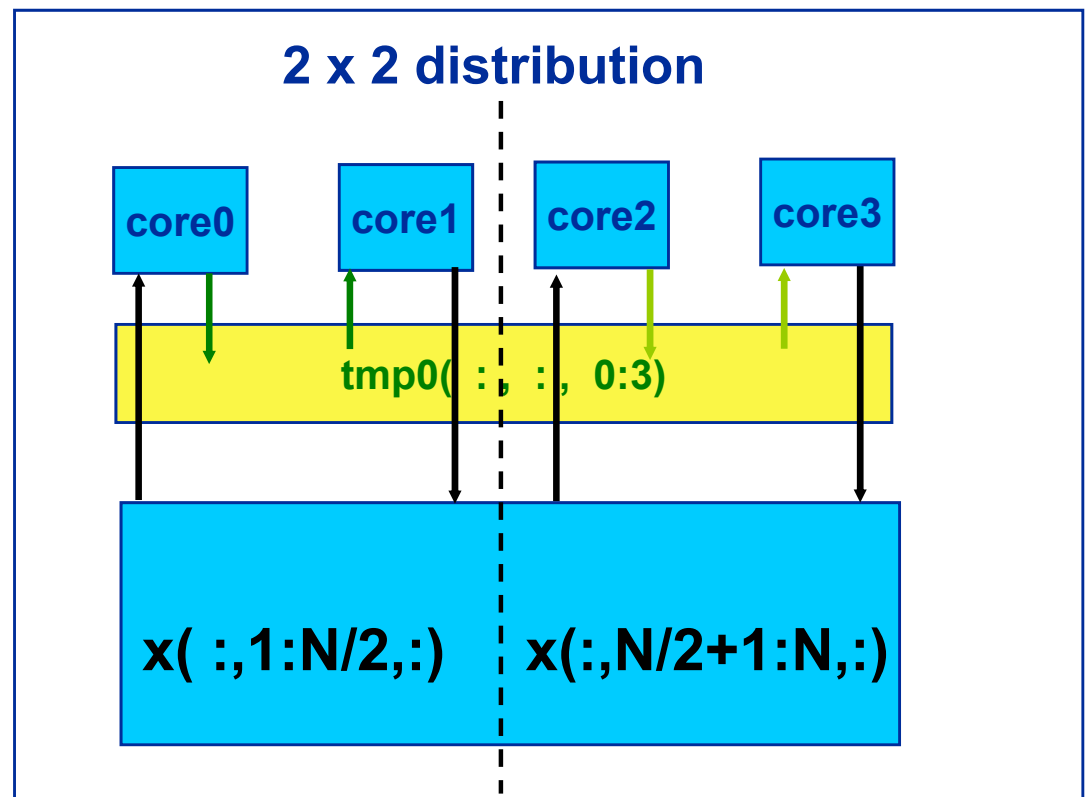 2 x 2 distribution
core0 core1 core2 core3
tmp0( : , : , 0:3)
x( :,1:N/2,:) x(:,N/2+1:N,:)